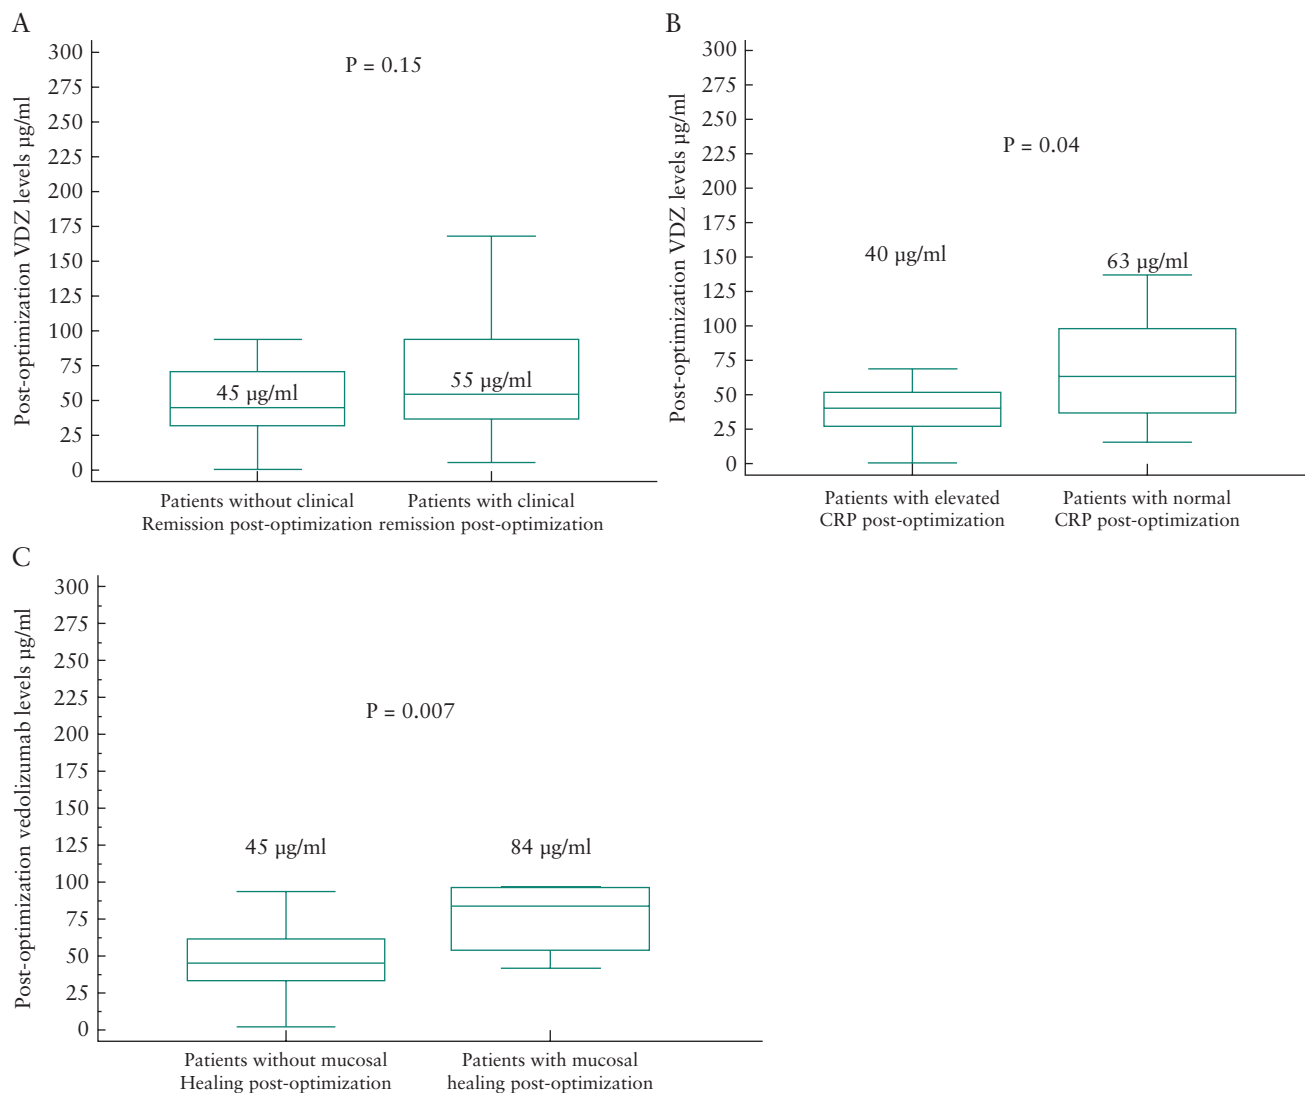 A
Post-optimization VDZ levels µg/ml
300
275
250
225
200
175
150
125
100
75
50
25
0
P = 0.15
45 µg/ml
55 µg/ml
Patients without clinical
Remission post-optimization
Patients with clinical
remission post-optimization
B
Post-optimization VDZ levels µg/ml
300
275
250
225
200
175
150
125
100
75
50
25
0
P = 0.04
40 µg/ml
63 µg/ml
Patients with elevated
CRP post-optimization
Patients with normal
CRP post-optimization
C
Post-optimization vedolizumab levels µg/ml
300
275
250
225
200
175
150
125
100
75
50
25
0
P = 0.007
45 µg/ml
84 µg/ml
Patients without mucosal
Healing post-optimization
Patients with mucosal
healing post-optimization